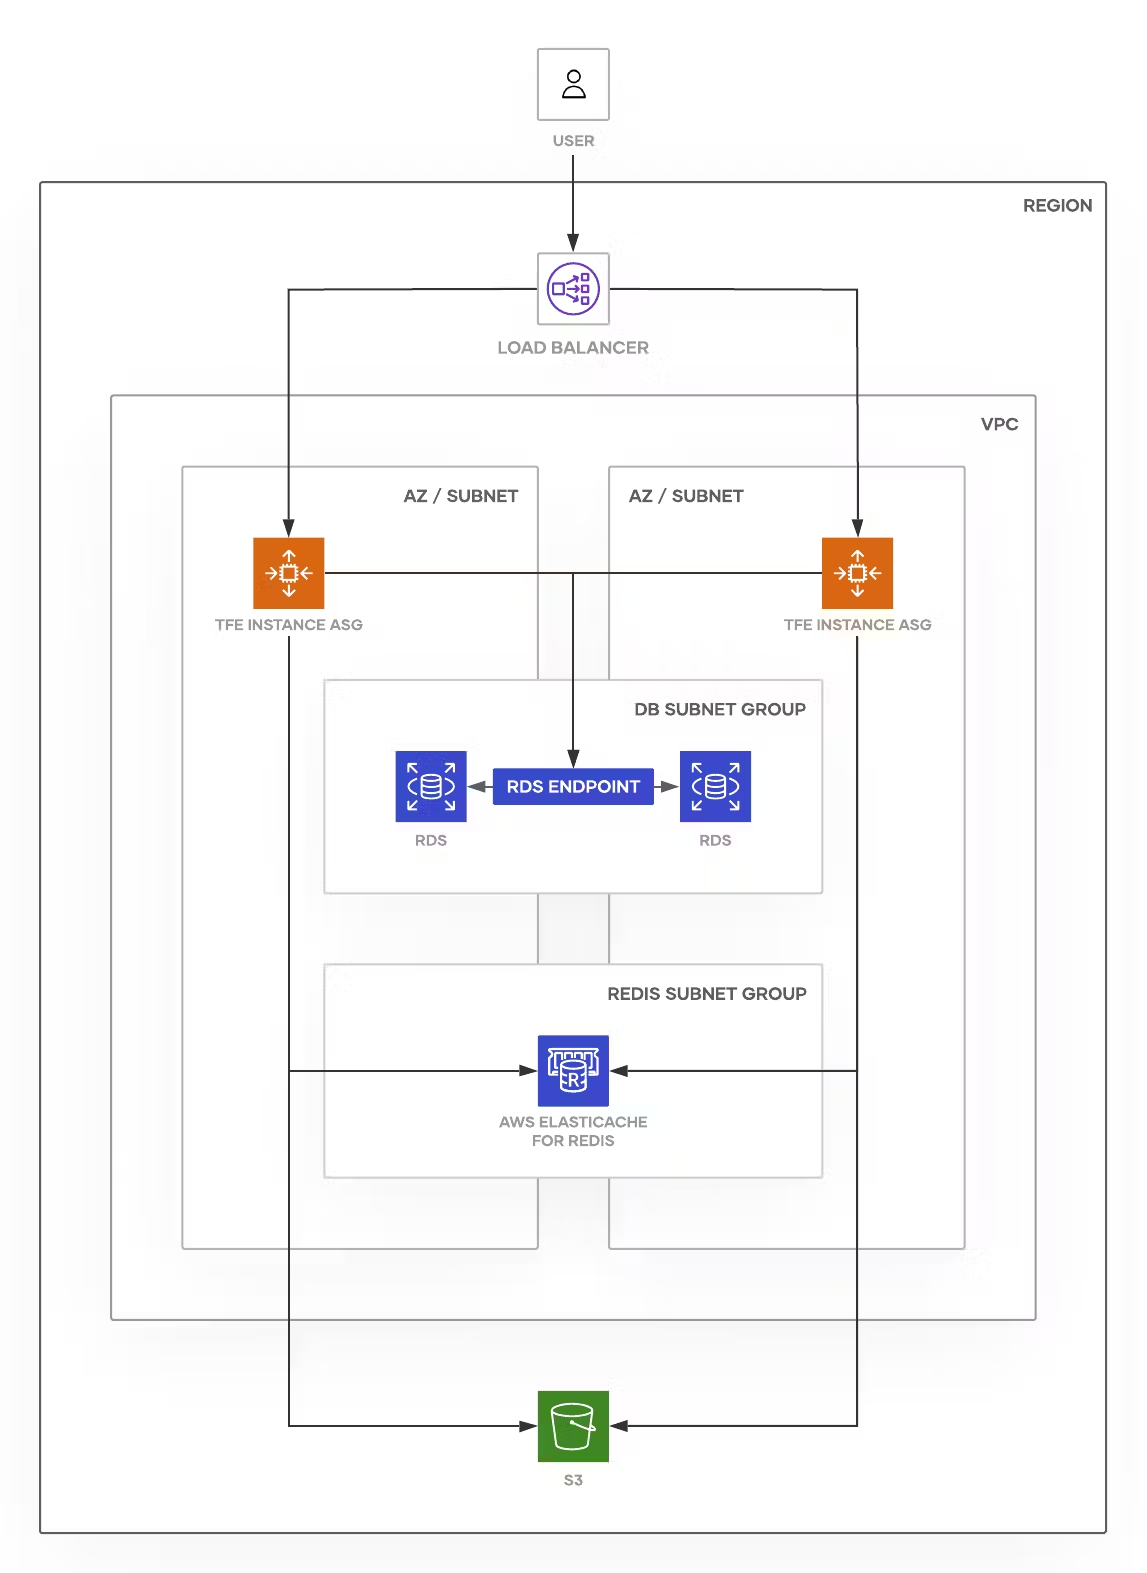 USER
REGION
LOAD BALANCER
VPC
AZ / SUBNET
AZ / SUBNET
TFE INSTANCE ASG
TFE INSTANCE ASG
DB SUBNET GROUP
RDS ENDPOINT
RDS
RDS
REDIS SUBNET GROUP
R
AWS ELASTICACHE
FOR REDIS
S3